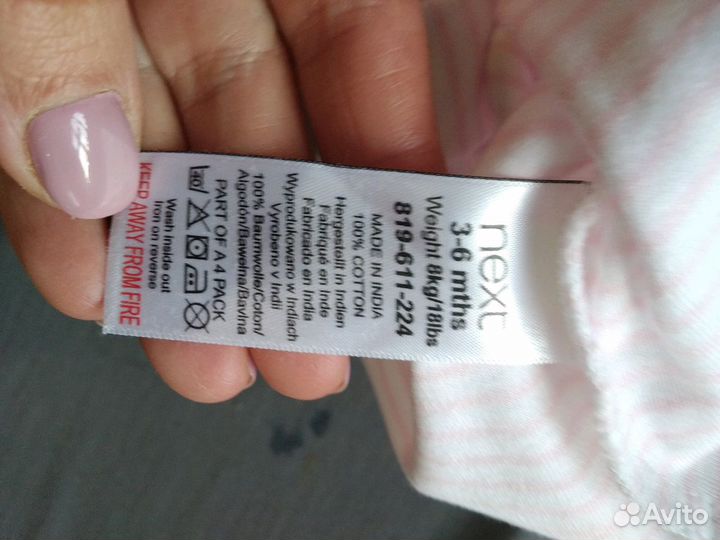 next
3-6 mths
Weight 8kg/18lbs
819-611-224
MADE IN INDIA
100% COTTON
Hergestellt in Indien
Fabriqué en Inde
Fabricado en India
Wyprodukowano w Indiach
Vyrobeno v Indii
100% Baumwolle/Coton/
Algodón/Bawełna/Bavlna
PART OF A 4 PACK
40
Wash inside out
Iron on reverse
KEEP AWAY FROM FIRE
Avito